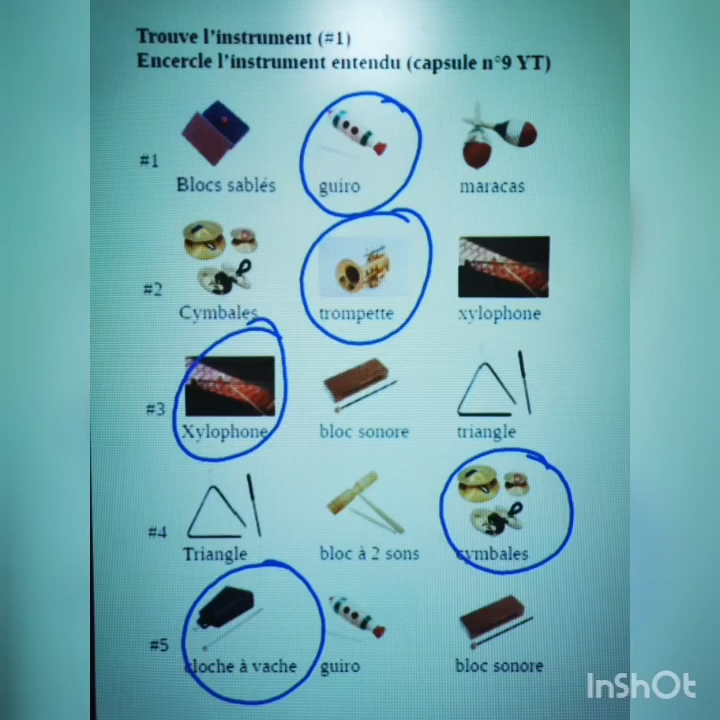 Trouve l'instrument (#1)
Encercle l'instrument entendu (capsule n°9 YT)
#1
Blocs sablés guiro maracas
#2
Cymbales trompette xylophone
#3
Xylophone bloc sonore triangle
#4
Triangle bloc à 2 sons cymbales
#5
cloche à vache guiro bloc sonore
InShOt